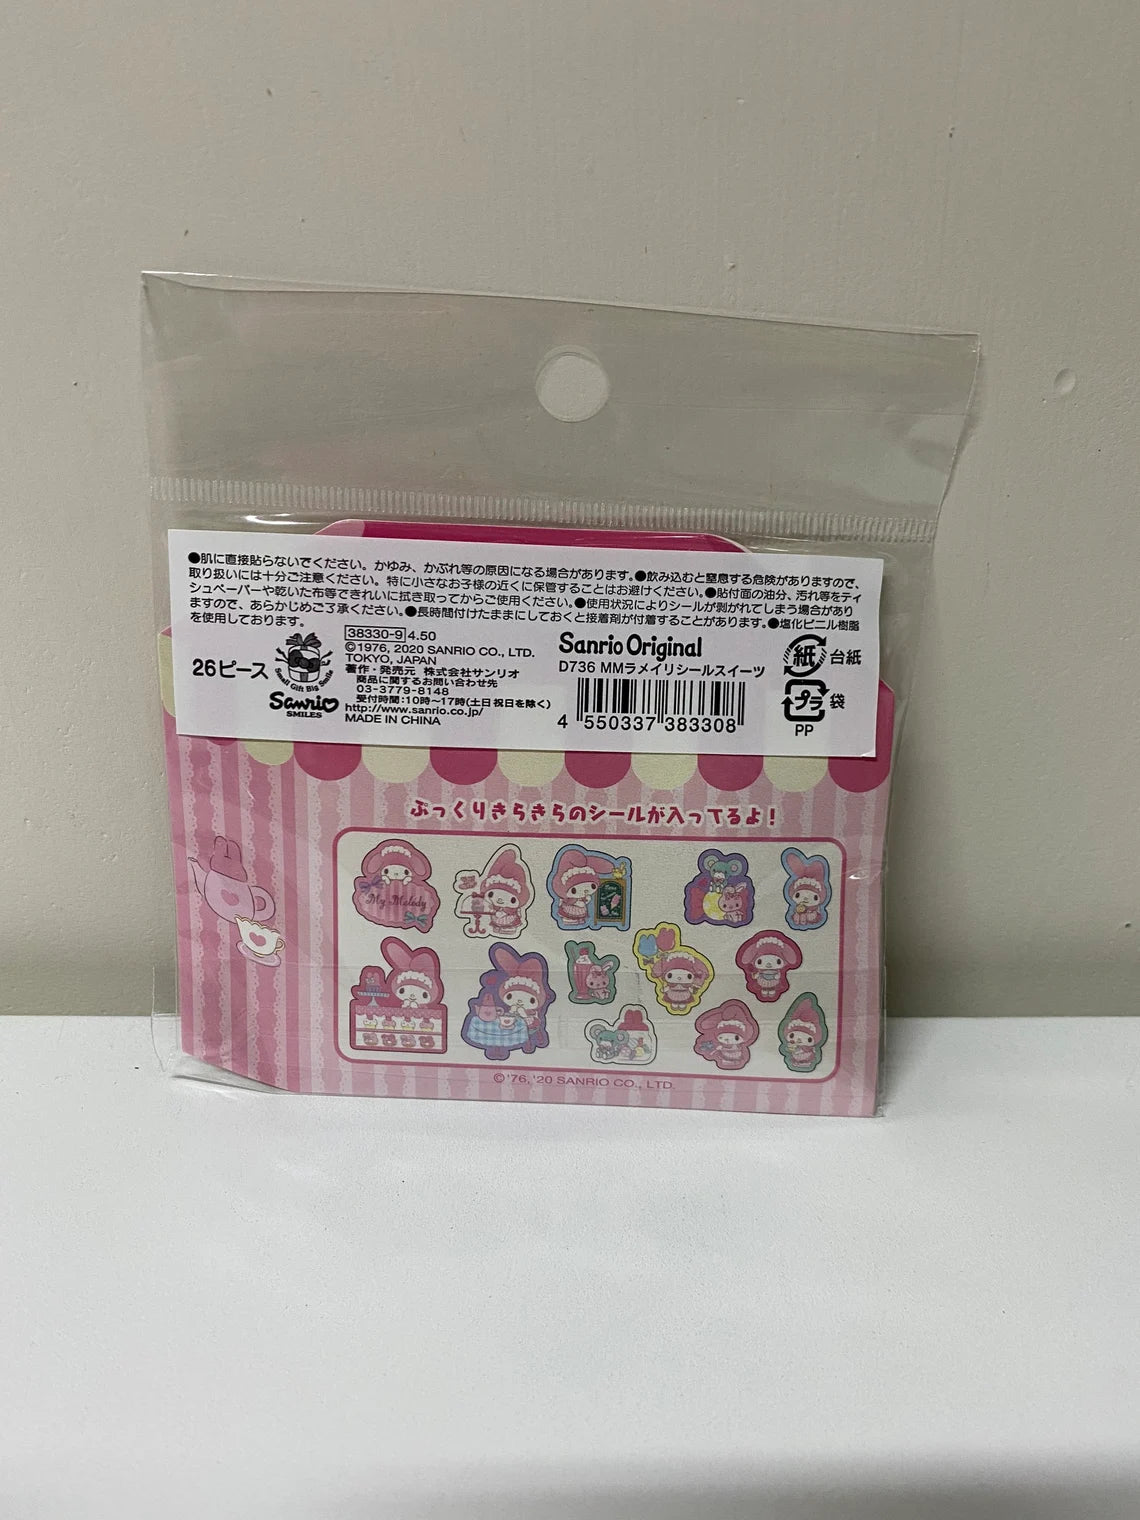 ●肌に直接貼らないでください。かゆみ、かぶれ等の原因になる場合があります。●飲み込むと窒息する危険がありますので、
取り扱いには十分ご注意ください。特に小さなお子様の近くに保管することはお避けください。●貼付面の油分、汚れ等をティ
シュペーパーや乾いた布等できれいに拭き取ってからご使用ください。●使用状況によりシールが剥がれてしまう場合があり
ますので、あらかじめご了承ください。●長時間付けたままにしておくと接着剤が付着することがあります。●塩化ビニル樹脂
を使用しております。
26ピース
Small Gift Big Smile
Sanrio
SMILES
38330-9 4.50
©1976, 2020 SANRIO CO., LTD.
TOKYO, JAPAN
著作・発売元 株式会社サンリオ
商品に関するお問い合わせ先
03-3779-8148
受付時間:10時〜17時(土日祝日を除く)
http://www.sanrio.co.jp/
MADE IN CHINA
Sanrio Original
D736 MMラメイリシールスイーツ
4 550337 383308
紙 台紙
プラ 袋
PP
ぷっくりきらきらのシールが入ってるよ!
My Melody
©'76, '20 SANRIO CO., LTD.